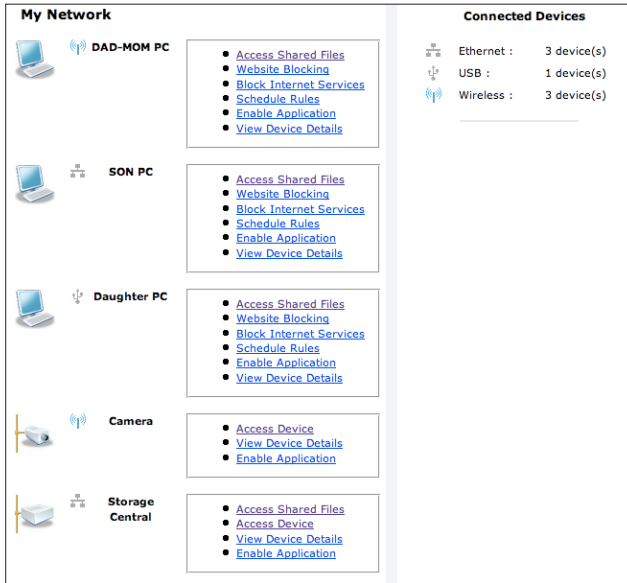 My Network
DAD-MOM PC
Access Shared Files
Website Blocking
Block Internet Services
Schedule Rules
Enable Application
View Device Details
SON PC
Access Shared Files
Website Blocking
Block Internet Services
Schedule Rules
Enable Application
View Device Details
Daughter PC
Access Shared Files
Website Blocking
Block Internet Services
Schedule Rules
Enable Application
View Device Details
Camera
Access Device
View Device Details
Enable Application
Storage
Central
Access Shared Files
Access Device
View Device Details
Enable Application
Connected Devices
Ethernet : 3 device(s)
USB : 1 device(s)
Wireless : 3 device(s)